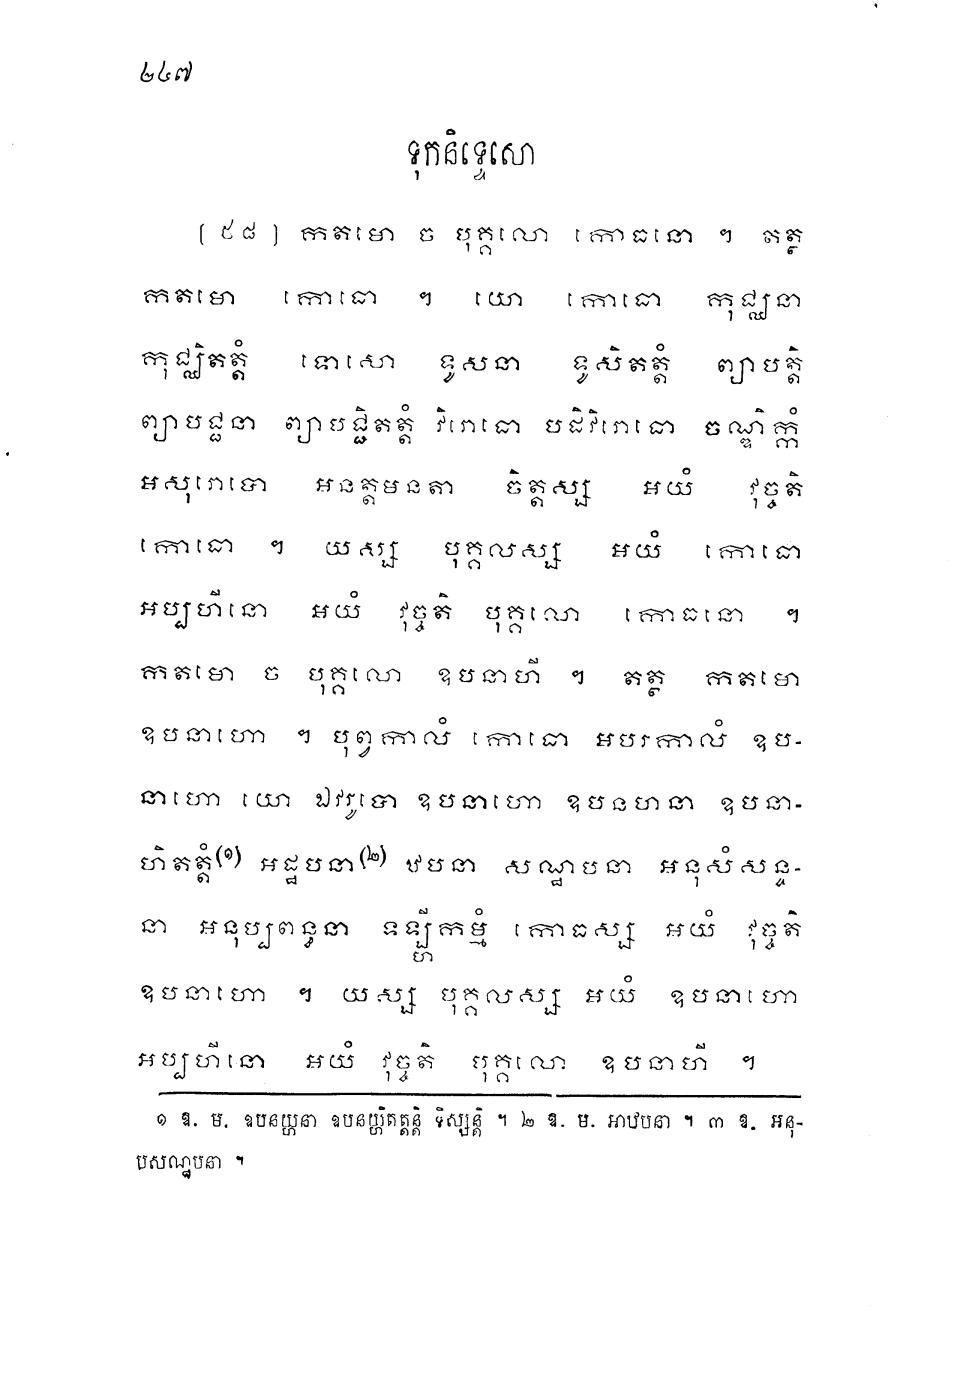 ២៤៧
ទុកនិទ្ទេសោ
(៥៨) កតមោ ច បុគ្គលោ កោធនោ ។ តត្ថ
កតមោ កោធោ ។ យោ កោធោ កុជ្ឈនា
កុជ្ឈិតត្តំ ទោសោ ទូសនា ទូសិតត្តំ ព្យាបត្តិ
ព្យាបជ្ជនា ព្យាបជ្ជិតត្តំ វិរោធោ បដិវិរោធោ ចណ្ឌិក្កំ
អសុរោទោ អនត្តមនតា ចិត្តស្ស អយំ វុច្ចតិ
កោធោ ។ យស្ស បុគ្គលស្ស អយំ កោធោ
អប្បហីនោ អយំ វុច្ចតិ បុគ្គលោ កោធនោ ។
កតមោ ច បុគ្គលោ ឧបនាហី ។ តត្ថ កតមោ
ឧបនាហោ ។ បុព្វកាលំ កោធោ អបរកាលំ ឧប-
នាហោ យោ ឯវរូទោ ឧបនាហោ ឧបនហនា ឧបនា-
ហិតត្តំ(១) អដ្ឋបនា(២) ឋបនា សណ្ឋបនា អនុសំសន្ទ-
នា អនុប្បពន្ធនា ទឡ្ហីកម្មំ កោធស្ស អយំ វុច្ចតិ
ឧបនាហោ ។ យស្ស បុគ្គលស្ស អយំ ឧបនាហោ
អប្បហីនោ អយំ វុច្ចតិ បុគ្គលោ ឧបនាហី ។
១ ឱ. ម. ឧបនយ្ហនា ឧបនយ្ហិតត្តន្តិ ទិស្សន្តិ ។ ២ ឱ. ម. អាឋបនា ។ ៣ ឱ. អនុ-
បសណ្ឋបនា ។